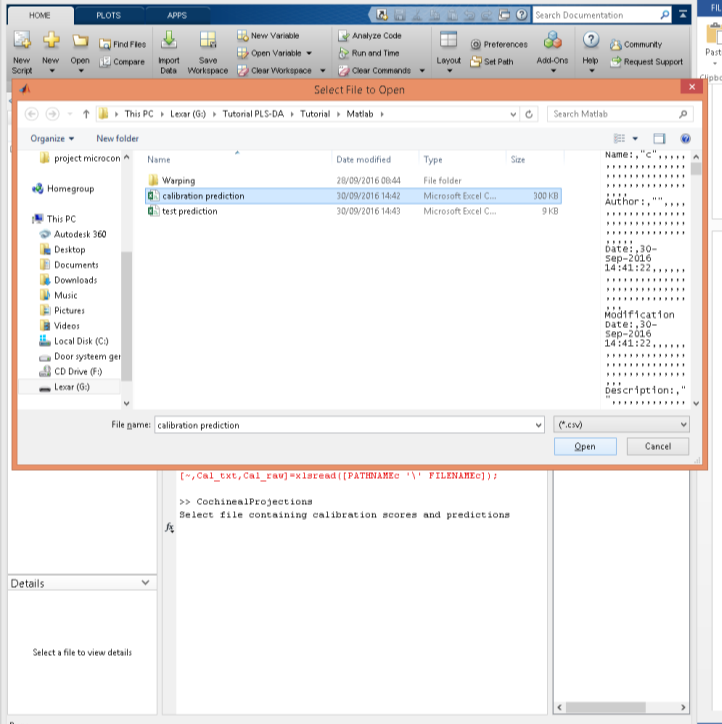 HOME PLOTS APPS Search Documentation FIL
New Script
New
Open
Find Files
Compare
Import Data
Save Workspace
New Variable
Open Variable
Clear Workspace
Analyze Code
Run and Time
Clear Commands
Layout
Preferences
Set Path
Add-Ons
Help
Community
Request Support
Past
Clipboa
Select File to Open
This PC Lexar (G:) Tutorial PLS-DA Tutorial Matlab Search Matlab
Organize New folder
project microcon
Homegroup
This PC
Autodesk 360
Desktop
Documents
Downloads
Music
Pictures
Videos
Local Disk (C:)
Door systeem ger
CD Drive (F:)
Lexar (G:)
Name Date modified Type Size
Warping 28/09/2016 08:44 File folder
calibration prediction 30/09/2016 14:42 Microsoft Excel C... 300 KB
test prediction 30/09/2016 14:43 Microsoft Excel C... 9 KB
Name:,"c",,,,,
Author:,"",,,,
Date:,30-
Sep-2016
14:41:22,,,,,,
Modification
Date:,30-
Sep-2016
14:41:22,,,,,,
Description:,"
",,,,,,,,,,,,,
File name: calibration prediction (*.csv)
Open Cancel
[~,Cal_txt,Cal_raw]=xlsread([PATHNAMEc '\' FILENAMEc]);
>> CochinealProjections
Select file containing calibration scores and predictions
fx
Details
Select a file to view details